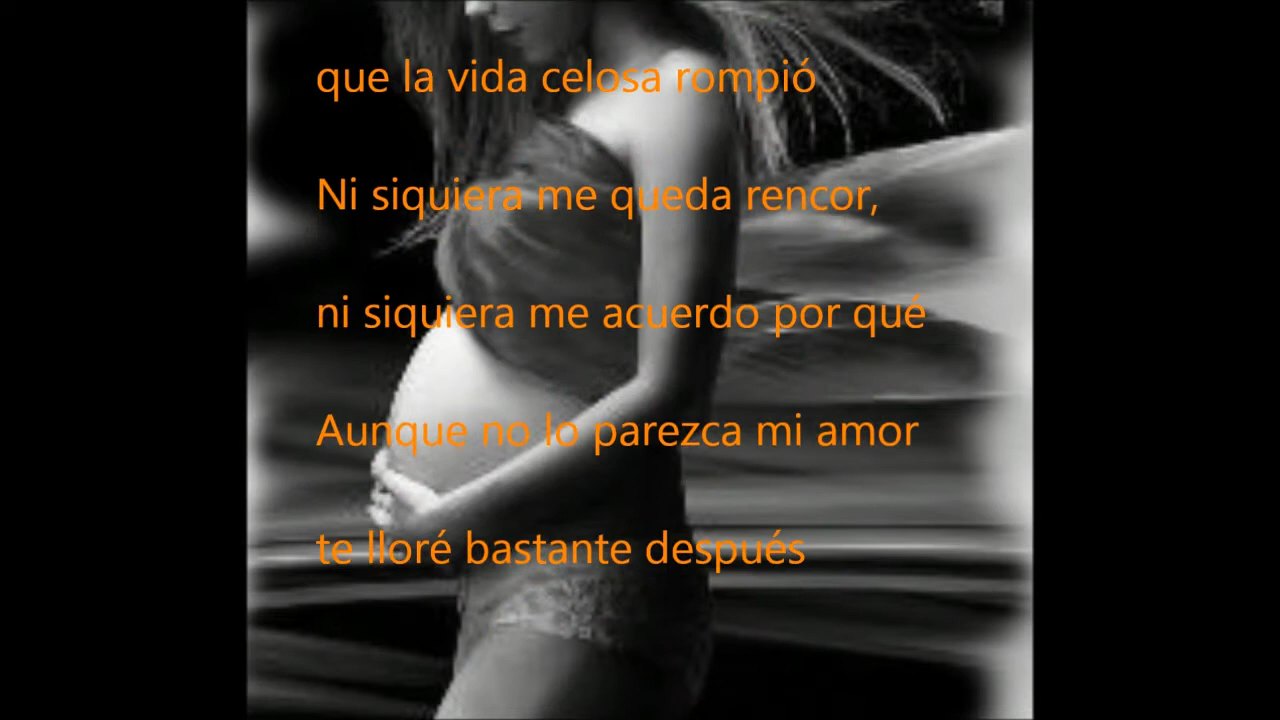 que la vida celosa rompió
Ni siquiera me queda rencor,
ni siquiera me acuerdo por qué
Aunque no lo parezca mi amor
te lloré bastante después